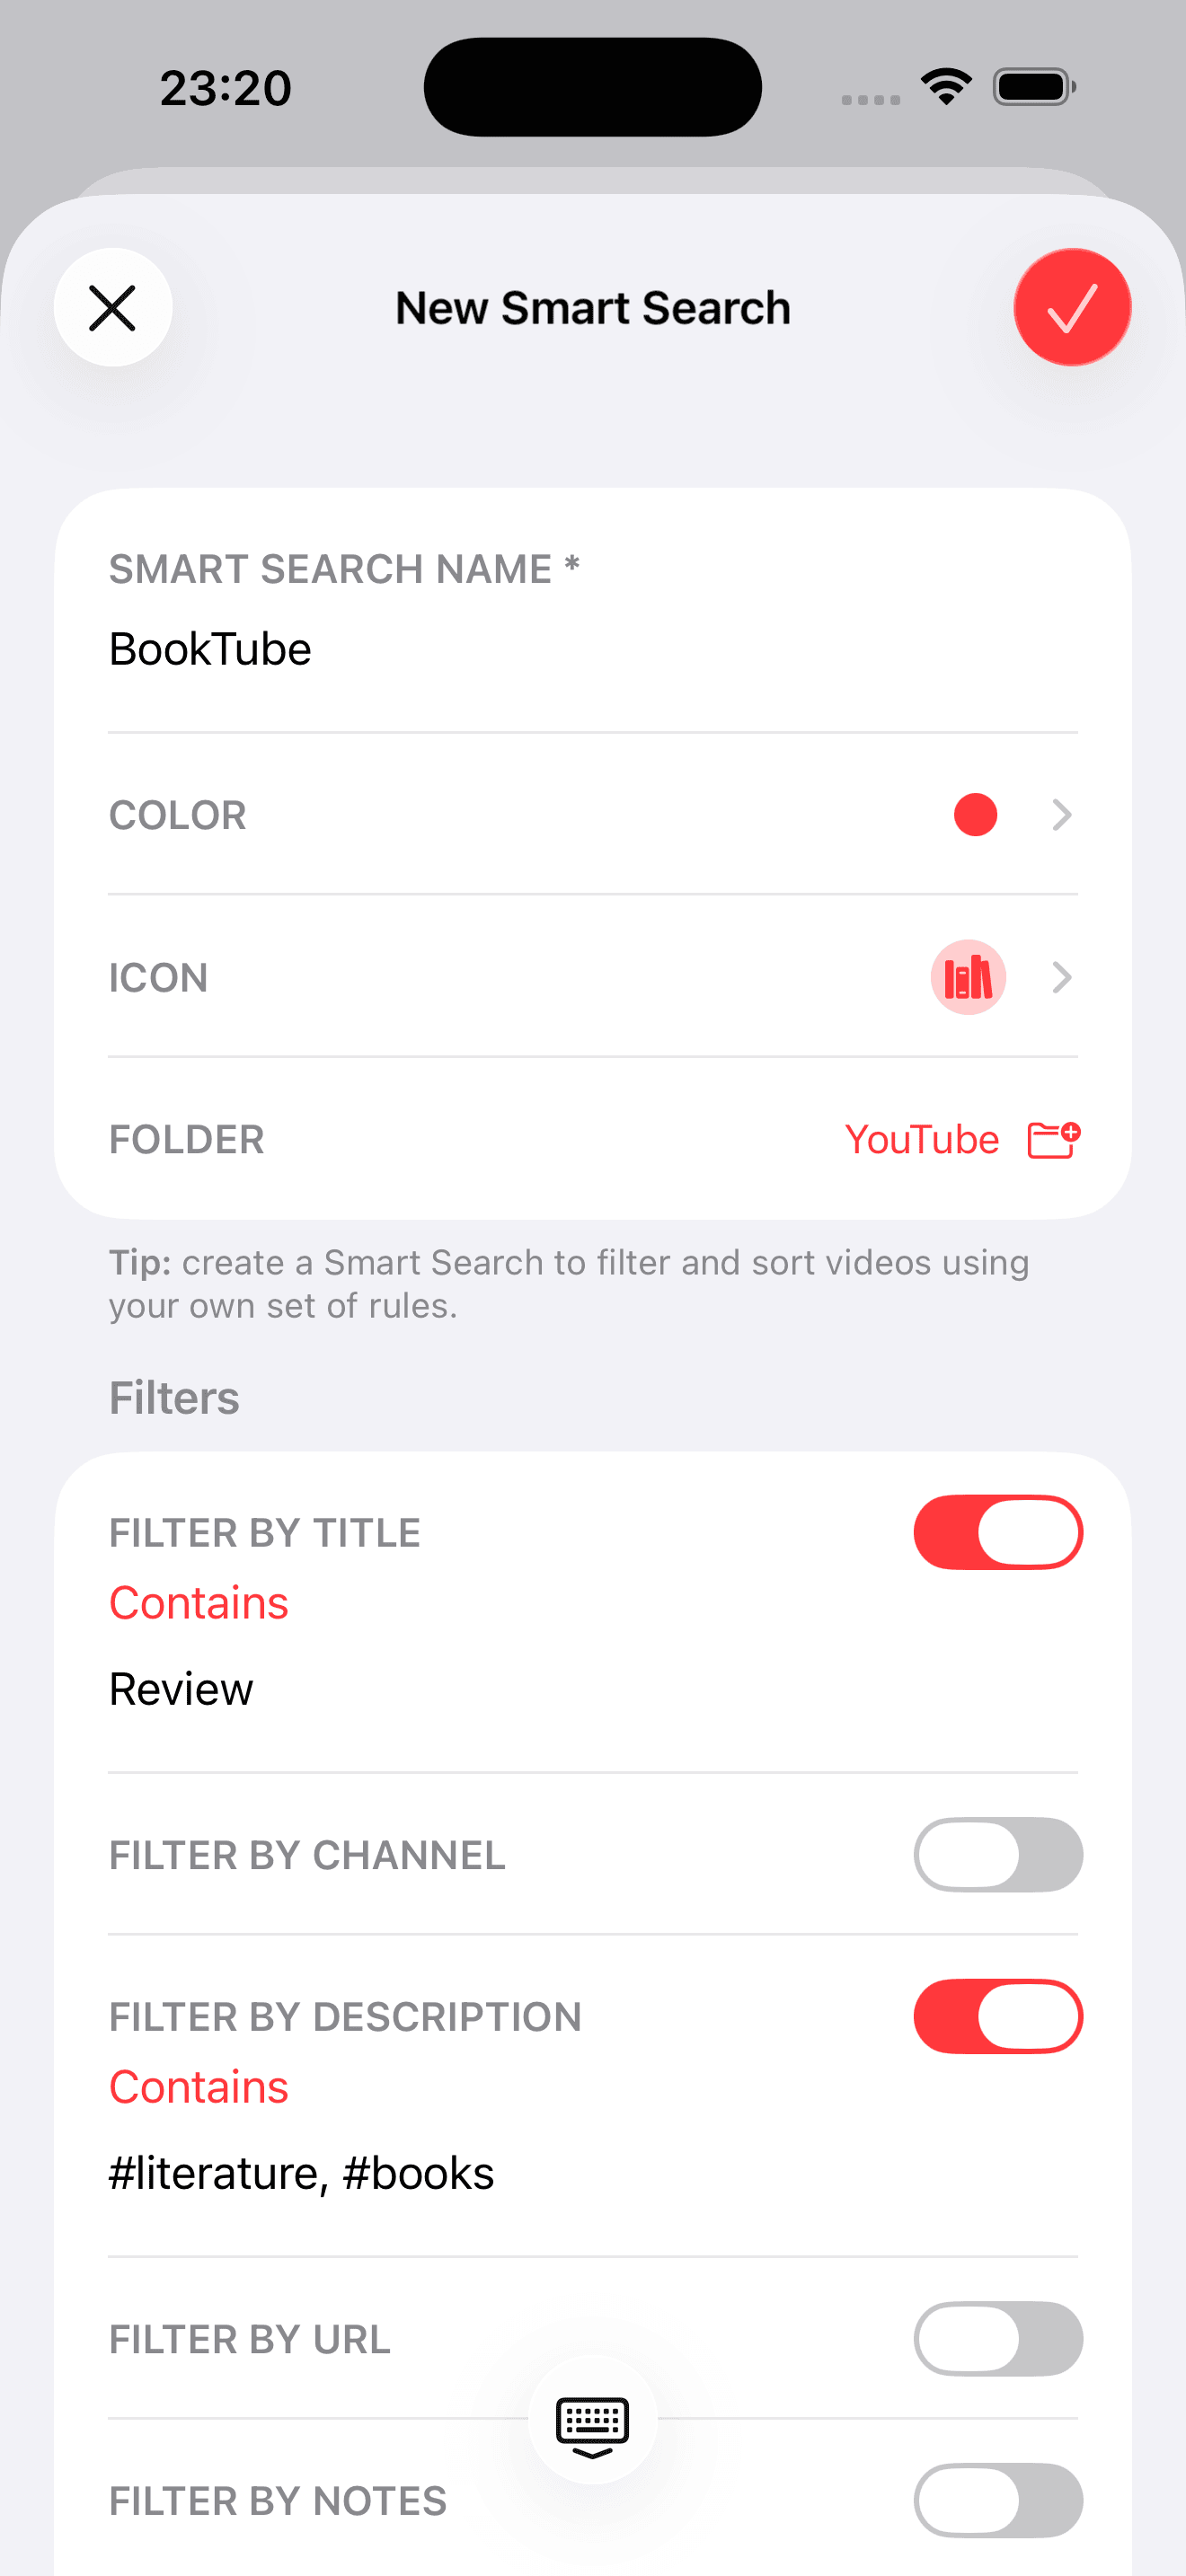 23:20
New Smart Search
SMART SEARCH NAME *
BookTube
COLOR
ICON
FOLDER
YouTube
Tip: create a Smart Search to filter and sort videos using
your own set of rules.
Filters
FILTER BY TITLE
Contains
Review
FILTER BY CHANNEL
FILTER BY DESCRIPTION
Contains
#literature, #books
FILTER BY URL
FILTER BY NOTES